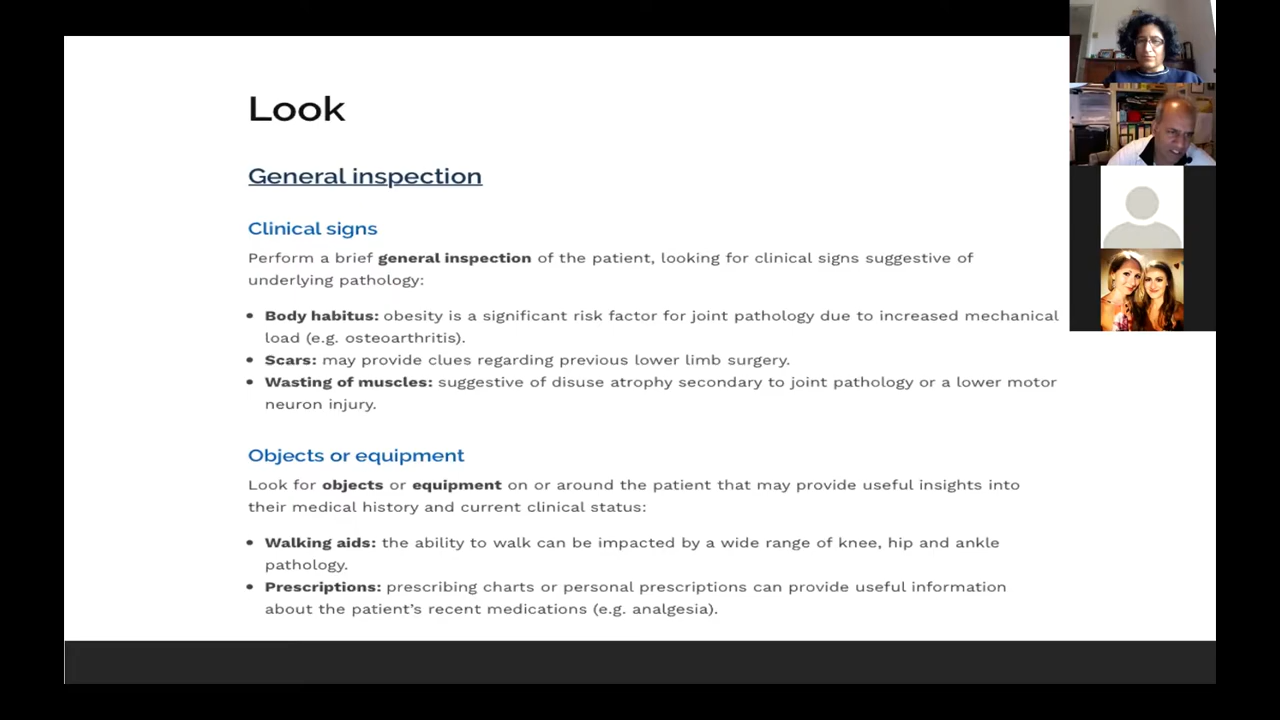 Look
General inspection
Clinical signs
Perform a brief general inspection of the patient, looking for clinical signs suggestive of
underlying pathology:
• Body habitus: obesity is a significant risk factor for joint pathology due to increased mechanical
load (e.g. osteoarthritis).
• Scars: may provide clues regarding previous lower limb surgery.
• Wasting of muscles: suggestive of disuse atrophy secondary to joint pathology or a lower motor
neuron injury.
Objects or equipment
Look for objects or equipment on or around the patient that may provide useful insights into
their medical history and current clinical status:
• Walking aids: the ability to walk can be impacted by a wide range of knee, hip and ankle
pathology.
• Prescriptions: prescribing charts or personal prescriptions can provide useful information
about the patient’s recent medications (e.g. analgesia).